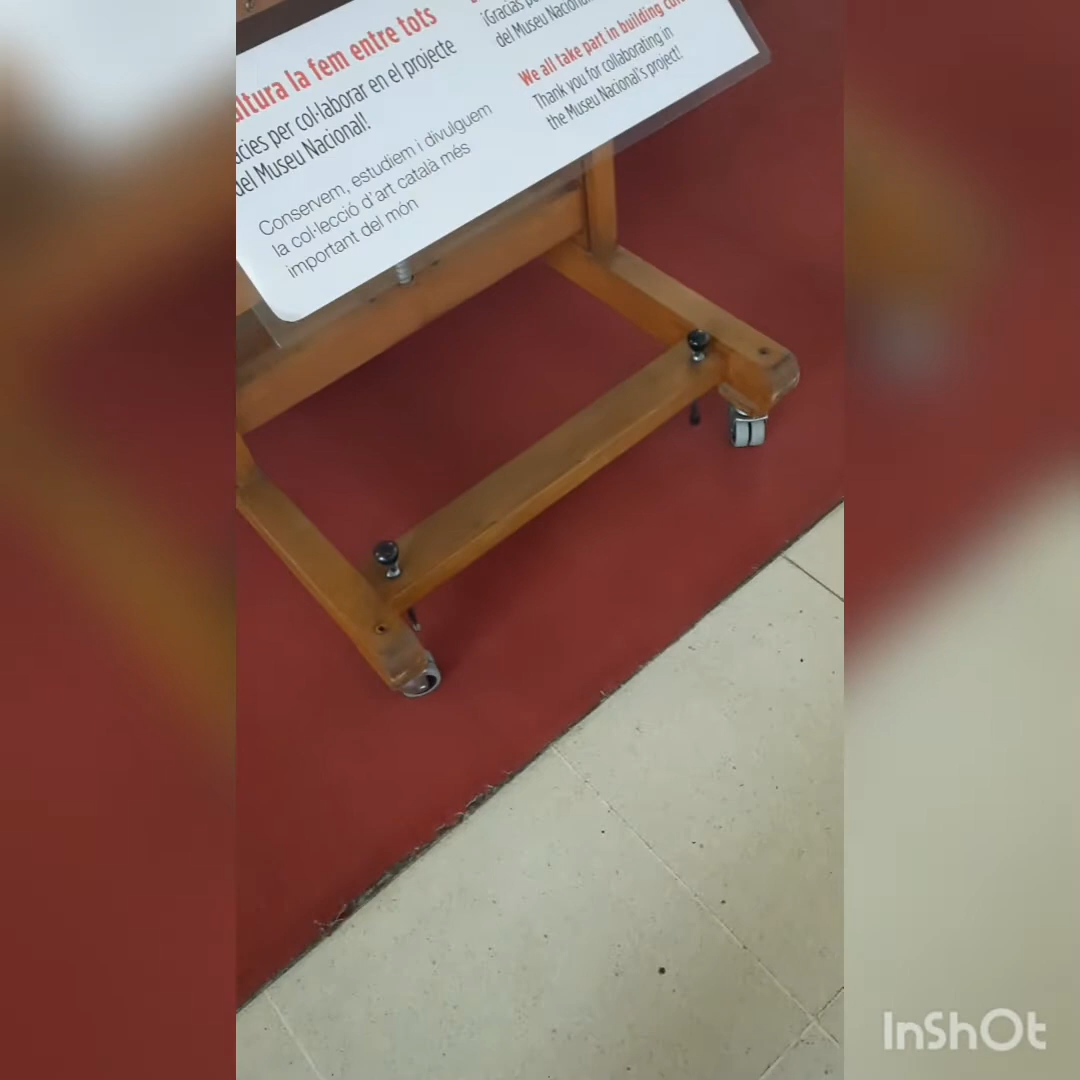 ultura la fem entre tots
àcies per col·laborar en el projecte
del Museu Nacional!
Conservem, estudiem i divulguem
la col·lecció d'art català més
important del món
¡Gracias
del Museu Nacional
We all take part in building cul
Thank you for collaborating in
the Museu Nacional's project!
InShOt